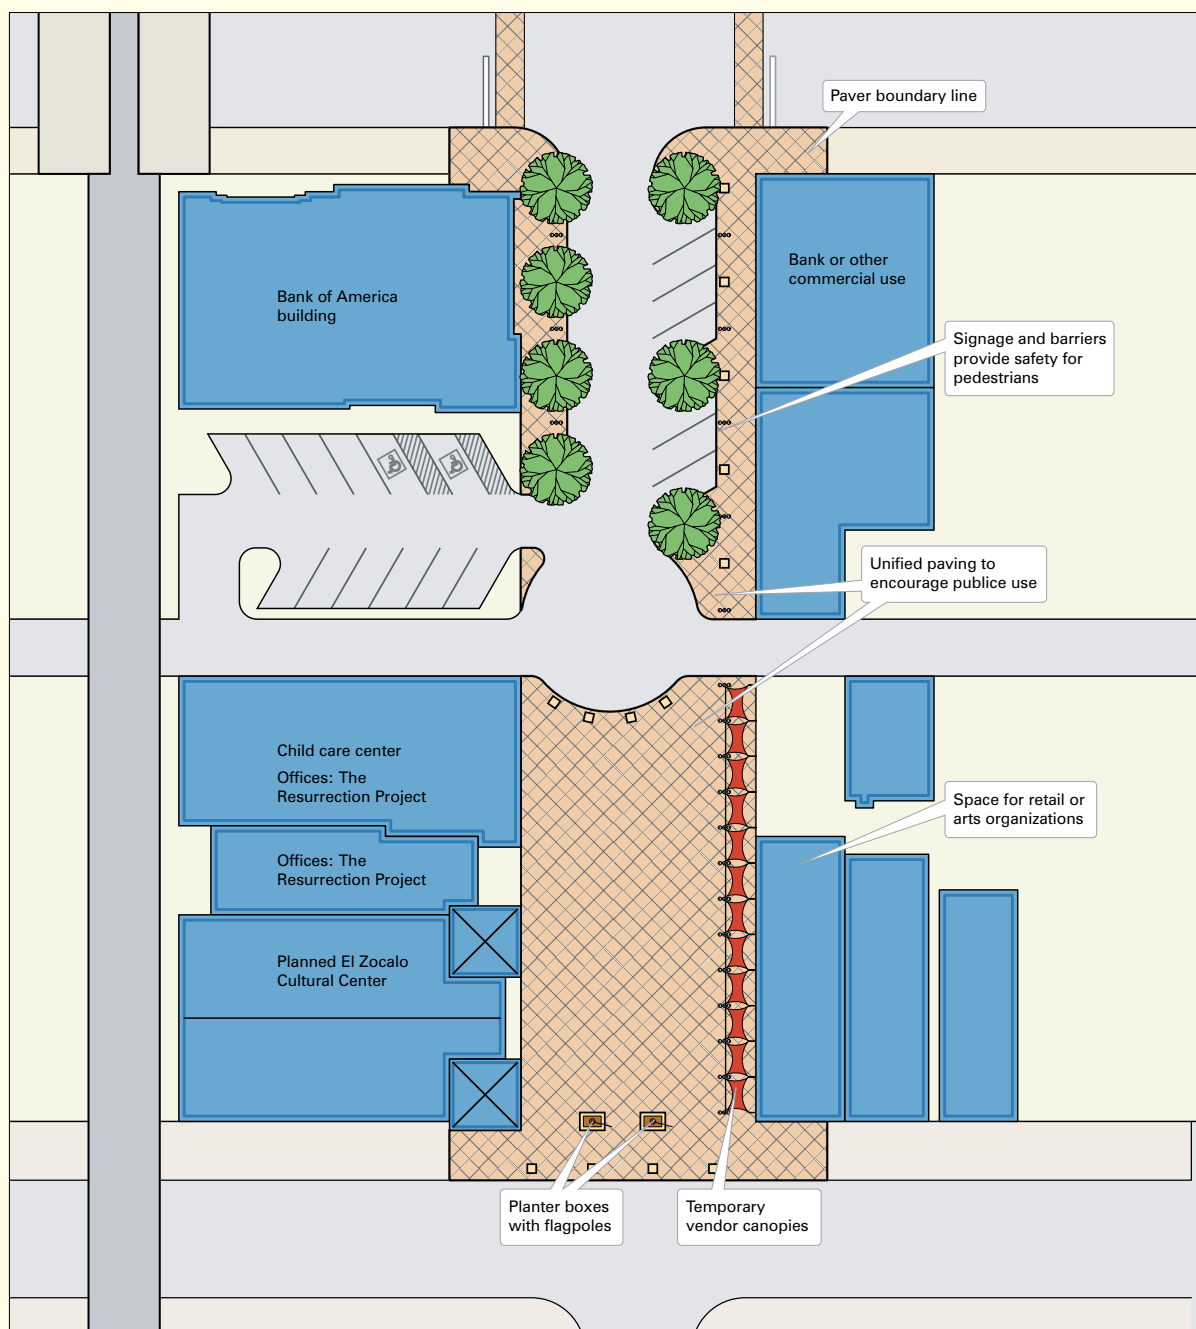 Paver boundary line
Bank or other
commercial use
Bank of America
building
Signage and barriers
provide safety for
pedestrians
Unified paving to
encourage publice use
Child care center
Offices: The
Resurrection Project
Space for retail or
arts organizations
Offices: The
Resurrection Project
Planned El Zocalo
Cultural Center
Planter boxes
with flagpoles
Temporary
vendor canopies